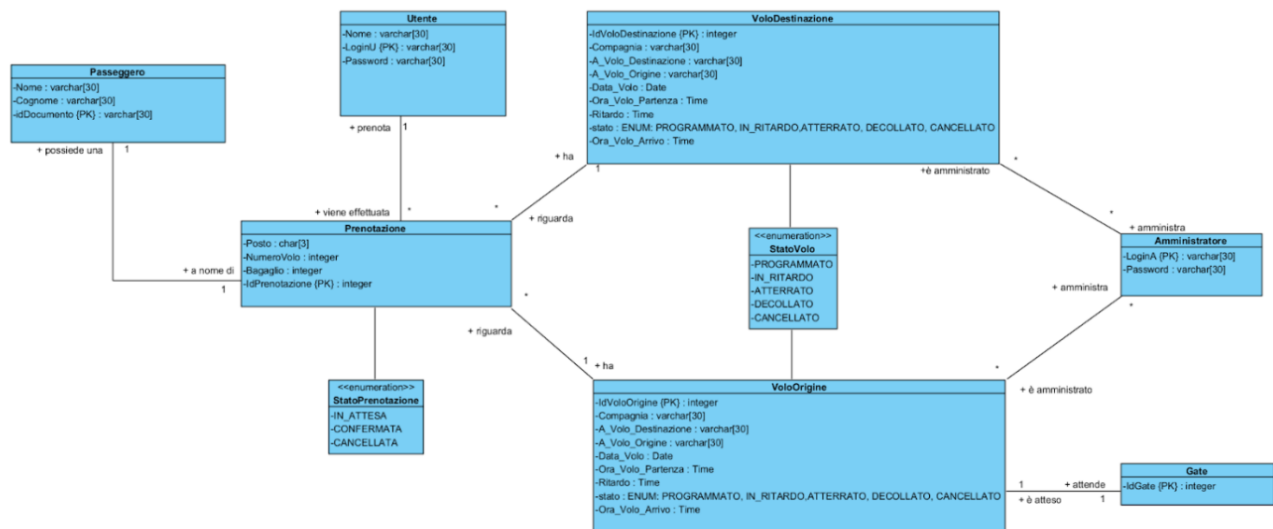 Utente
-Nome : varchar[30]
-LoginU {PK} : varchar[30]
-Password : varchar[30]
VoloDestinazione
-IdVoloDestinazione {PK} : integer
-Compagnia : varchar[30]
-A_Volo_Destinazione : varchar[30]
-A_Volo_Origine : varchar[30]
-Data_Volo : Date
-Ora_Volo_Partenza : Time
-Ritardo : Time
-stato : ENUM: PROGRAMMATO, IN_RITARDO,ATTERRATO, DECOLLATO, CANCELLATO
-Ora_Volo_Arrivo : Time
Passeggero
-Nome : varchar[30]
-Cognome : varchar[30]
-idDocumento {PK} : varchar[30]
+ prenota
1
+ possiede una
1
+ ha
1
+è amministrato
*
+ viene effettuata
*
*
+ riguarda
*
+ amministra
Prenotazione
-Posto : char[3]
-NumeroVolo : integer
-Bagaglio : integer
-IdPrenotazione {PK} : integer
<<enumeration>>
StatoVolo
-PROGRAMMATO
-IN_RITARDO
-ATTERRATO
-DECOLLATO
-CANCELLATO
Amministratore
-LoginA {PK} : varchar[30]
-Password : varchar[30]
+ a nome di
1
*
+ riguarda
+ amministra
*
1
+ ha
*
+ è amministrato
<<enumeration>>
StatoPrenotazione
-IN_ATTESA
-CONFERMATA
-CANCELLATA
VoloOrigine
-IdVoloOrigine {PK} : integer
-Compagnia : varchar[30]
-A_Volo_Destinazione : varchar[30]
-A_Volo_Origine : varchar[30]
-Data_Volo : Date
-Ora_Volo_Partenza : Time
-Ritardo : Time
-stato : ENUM: PROGRAMMATO, IN_RITARDO,ATTERRATO, DECOLLATO, CANCELLATO
-Ora_Volo_Arrivo : Time
1
+ attende
+ è atteso
1
Gate
-IdGate {PK} : integer